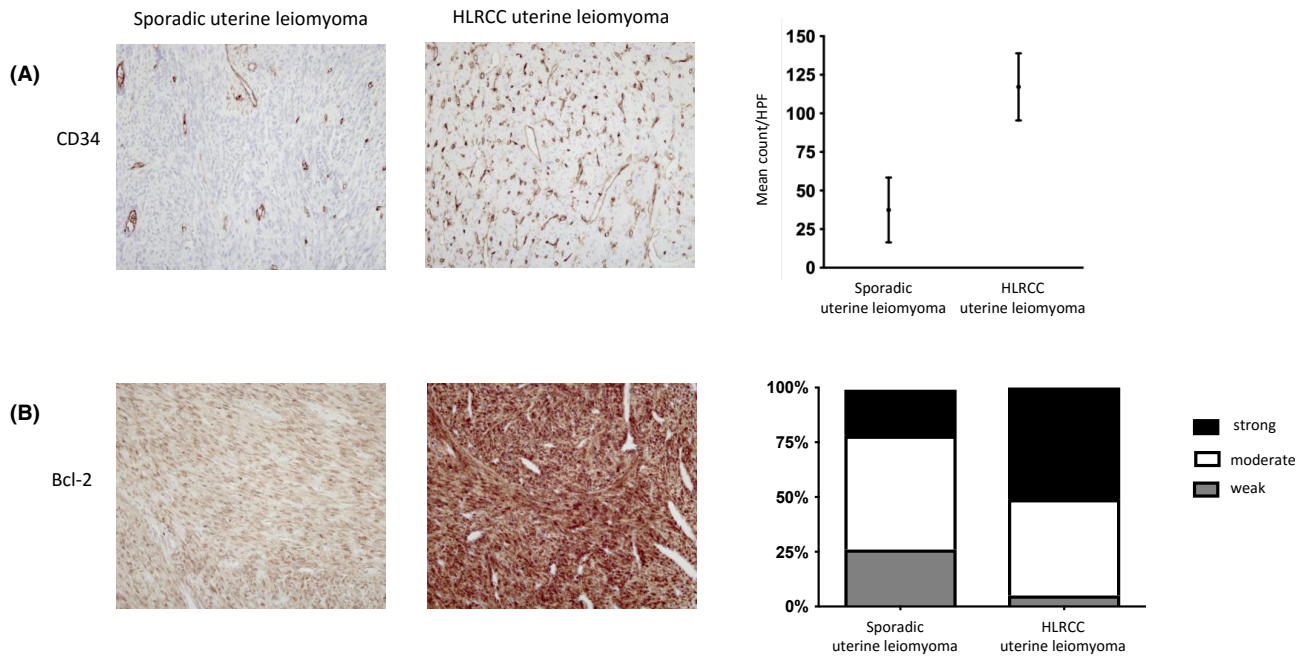 Sporadic uterine leiomyoma
HLRCC uterine leiomyoma
(A)
CD34
Mean count/HPF
150
125
100
75
50
25
0
Sporadic
uterine leiomyoma
HLRCC
uterine leiomyoma
(B)
Bcl-2
100%
75%
50%
25%
0%
Sporadic
uterine leiomyoma
HLRCC
uterine leiomyoma
strong
moderate
weak